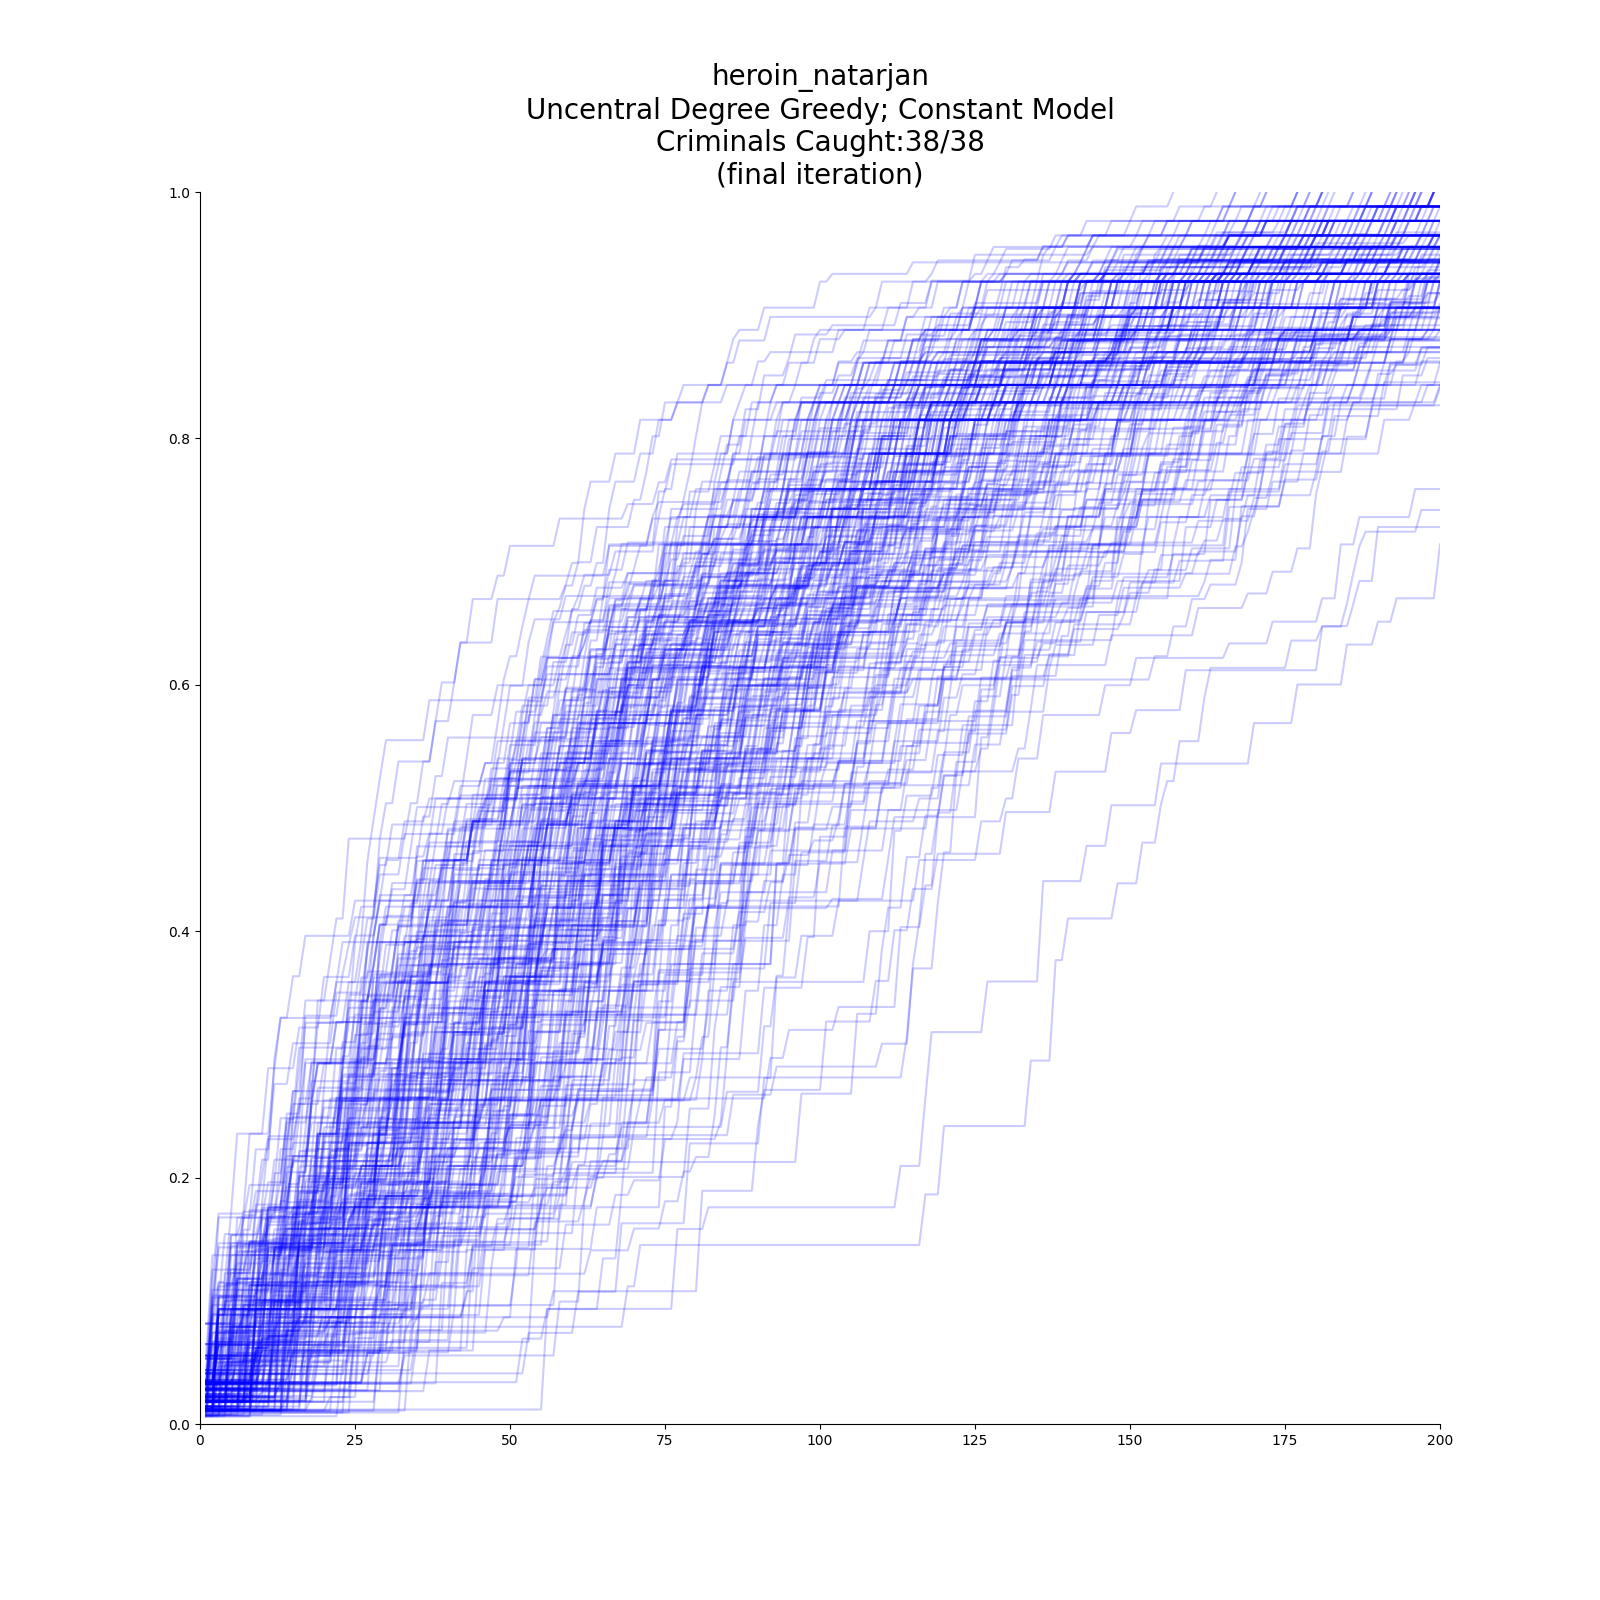 heroin_natarjan
Uncentral Degree Greedy; Constant Model
Criminals Caught:38/38
(final iteration)
1.0
0.8
0.6
0.4
0.2
0.0
0 25 50 75 100 125 150 175 200